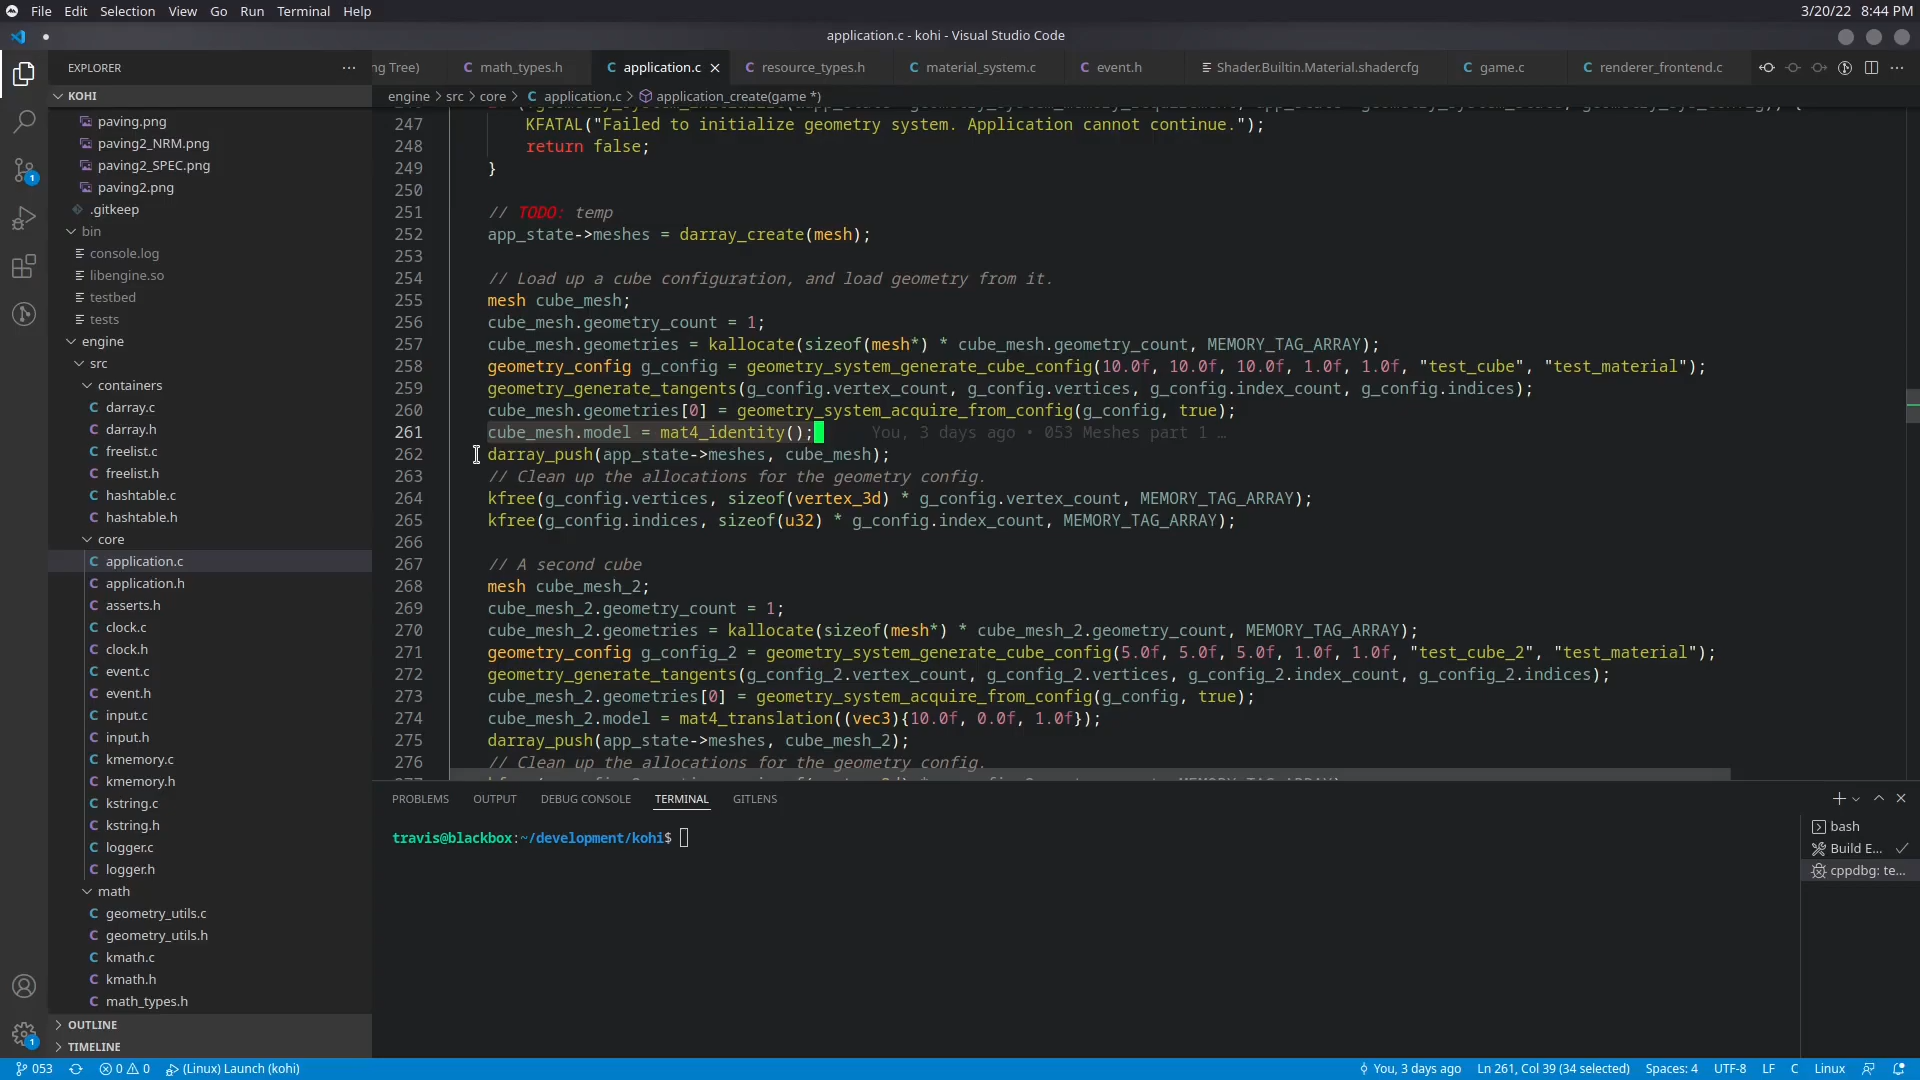 File Edit Selection View Go Run Terminal Help
3/20/22 8:44 PM
application.c - kohi - Visual Studio Code
EXPLORER
ng Tree) math_types.h application.c resource_types.h material_system.c event.h Shader.Builtin.Material.shadercfg game.c renderer_frontend.c
KOHI
engine > src > core > application.c > application_create(game *)
paving.png
paving2_NRM.png
paving2_SPEC.png
paving2.png
.gitkeep
bin
console.log
libengine.so
testbed
tests
engine
src
containers
darray.c
darray.h
freelist.c
freelist.h
hashtable.c
hashtable.h
core
application.c
application.h
asserts.h
clock.c
clock.h
event.c
event.h
input.c
input.h
kmemory.c
kmemory.h
kstring.c
kstring.h
logger.c
logger.h
math
geometry_utils.c
geometry_utils.h
kmath.c
kmath.h
math_types.h
OUTLINE
TIMELINE
247 KFATAL("Failed to initialize geometry system. Application cannot continue.");
248 return false;
249 }
250
251 // TODO: temp
252 app_state->meshes = darray_create(mesh);
253
254 // Load up a cube configuration, and load geometry from it.
255 mesh cube_mesh;
256 cube_mesh.geometry_count = 1;
257 cube_mesh.geometries = kallocate(sizeof(mesh*) * cube_mesh.geometry_count, MEMORY_TAG_ARRAY);
258 geometry_config g_config = geometry_system_generate_cube_config(10.0f, 10.0f, 10.0f, 1.0f, 1.0f, "test_cube", "test_material");
259 geometry_generate_tangents(g_config.vertex_count, g_config.vertices, g_config.index_count, g_config.indices);
260 cube_mesh.geometries[0] = geometry_system_acquire_from_config(g_config, true);
261 cube_mesh.model = mat4_identity(); You, 3 days ago • 053 Meshes part 1 …
262 darray_push(app_state->meshes, cube_mesh);
263 // Clean up the allocations for the geometry config.
264 kfree(g_config.vertices, sizeof(vertex_3d) * g_config.vertex_count, MEMORY_TAG_ARRAY);
265 kfree(g_config.indices, sizeof(u32) * g_config.index_count, MEMORY_TAG_ARRAY);
266
267 // A second cube
268 mesh cube_mesh_2;
269 cube_mesh_2.geometry_count = 1;
270 cube_mesh_2.geometries = kallocate(sizeof(mesh*) * cube_mesh_2.geometry_count, MEMORY_TAG_ARRAY);
271 geometry_config g_config_2 = geometry_system_generate_cube_config(5.0f, 5.0f, 5.0f, 1.0f, 1.0f, "test_cube_2", "test_material");
272 geometry_generate_tangents(g_config_2.vertex_count, g_config_2.vertices, g_config_2.index_count, g_config_2.indices);
273 cube_mesh_2.geometries[0] = geometry_system_acquire_from_config(g_config, true);
274 cube_mesh_2.model = mat4_translation((vec3){10.0f, 0.0f, 1.0f});
275 darray_push(app_state->meshes, cube_mesh_2);
276 // Clean up the allocations for the geometry config.
PROBLEMS OUTPUT DEBUG CONSOLE TERMINAL GITLENS
travis@blackbox:~/development/kohi$
bash
Build E...
cppdbg: te...
053 0 0 (Linux) Launch (kohi)
You, 3 days ago Ln 261, Col 39 (34 selected) Spaces: 4 UTF-8 LF C Linux